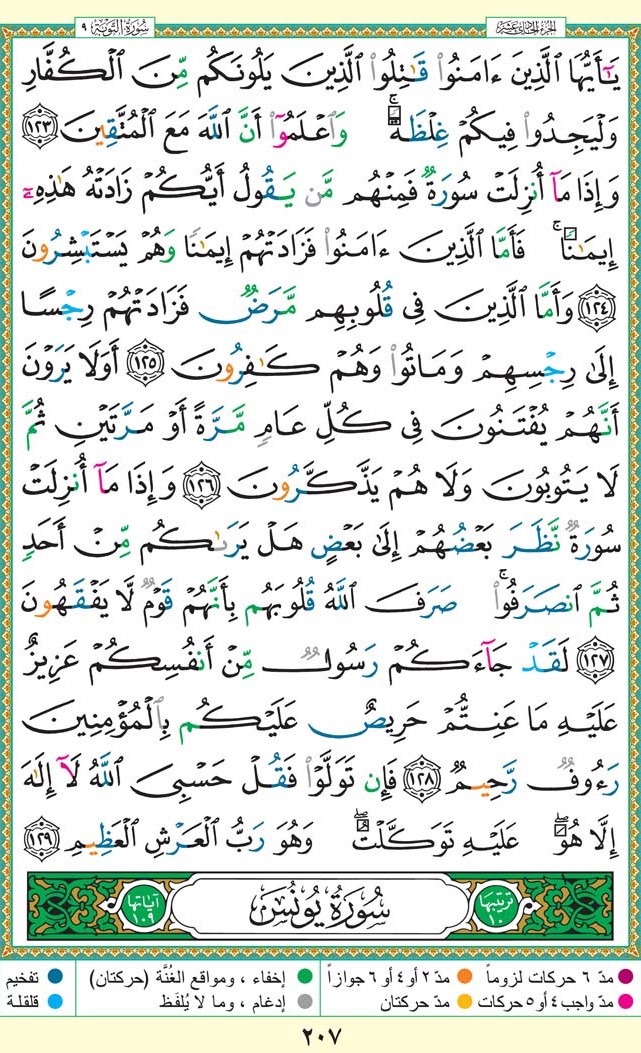 الجزء الحادي عشر
سورة التوبة ٩
يَـٰٓأَيُّهَا ٱلَّذِينَ ءَامَنُوا۟ قَـٰتِلُوا۟ ٱلَّذِينَ يَلُونَكُم مِّنَ ٱلْكُفَّارِ
وَلْيَجِدُوا۟ فِيكُمْ غِلْظَةً ۚ وَٱعْلَمُوٓا۟ أَنَّ ٱللَّهَ مَعَ ٱلْمُتَّقِينَ ١٢٣
وَإِذَا مَآ أُنزِلَتْ سُورَةٌ فَمِنْهُم مَّن يَقُولُ أَيُّكُمْ زَادَتْهُ هَـٰذِهِۦٓ
إِيمَـٰنًا ۚ فَأَمَّا ٱلَّذِينَ ءَامَنُوا۟ فَزَادَتْهُمْ إِيمَـٰنًا وَهُمْ يَسْتَبْشِرُونَ
١٢٤ وَأَمَّا ٱلَّذِينَ فِى قُلُوبِهِم مَّرَضٌ فَزَادَتْهُمْ رِجْسًا
إِلَىٰ رِجْسِهِمْ وَمَاتُوا۟ وَهُمْ كَـٰفِرُونَ ١٢٥ أَوَلَا يَرَوْنَ
أَنَّهُمْ يُفْتَنُونَ فِى كُلِّ عَامٍ مَّرَّةً أَوْ مَرَّتَيْنِ ثُمَّ
لَا يَتُوبُونَ وَلَا هُمْ يَذَّكَّرُونَ ١٢٦ وَإِذَا مَآ أُنزِلَتْ
سُورَةٌ نَّظَرَ بَعْضُهُمْ إِلَىٰ بَعْضٍ هَلْ يَرَىٰكُم مِّنْ أَحَدٍ
ثُمَّ ٱنصَرَفُوا۟ ۚ صَرَفَ ٱللَّهُ قُلُوبَهُم بِأَنَّهُمْ قَوْمٌ لَّا يَفْقَهُونَ
١٢٧ لَقَدْ جَآءَكُمْ رَسُولٌ مِّنْ أَنفُسِكُمْ عَزِيزٌ
عَلَيْهِ مَا عَنِتُّمْ حَرِيصٌ عَلَيْكُم بِٱلْمُؤْمِنِينَ
رَءُوفٌ رَّحِيمٌ ١٢٨ فَإِن تَوَلَّوْا۟ فَقُلْ حَسْبِىَ ٱللَّهُ لَآ إِلَـٰهَ
إِلَّا هُوَ ۖ عَلَيْهِ تَوَكَّلْتُ ۖ وَهُوَ رَبُّ ٱلْعَرْشِ ٱلْعَظِيمِ ١٢٩
ترتيبها ١٠
سورة يونس
آياتها ١٠٩
مدّ ٦ حركات لزوماً مدّ ٢ أو ٤ أو ٦ جوازاً إخفاء ، ومواقع الغُنَّة (حركتان) تفخيم
مدّ واجب ٤ أو ٥ حركات مدّ حركتان إدغام ، وما لا يُلفَظ قلقلة
٢٠٧